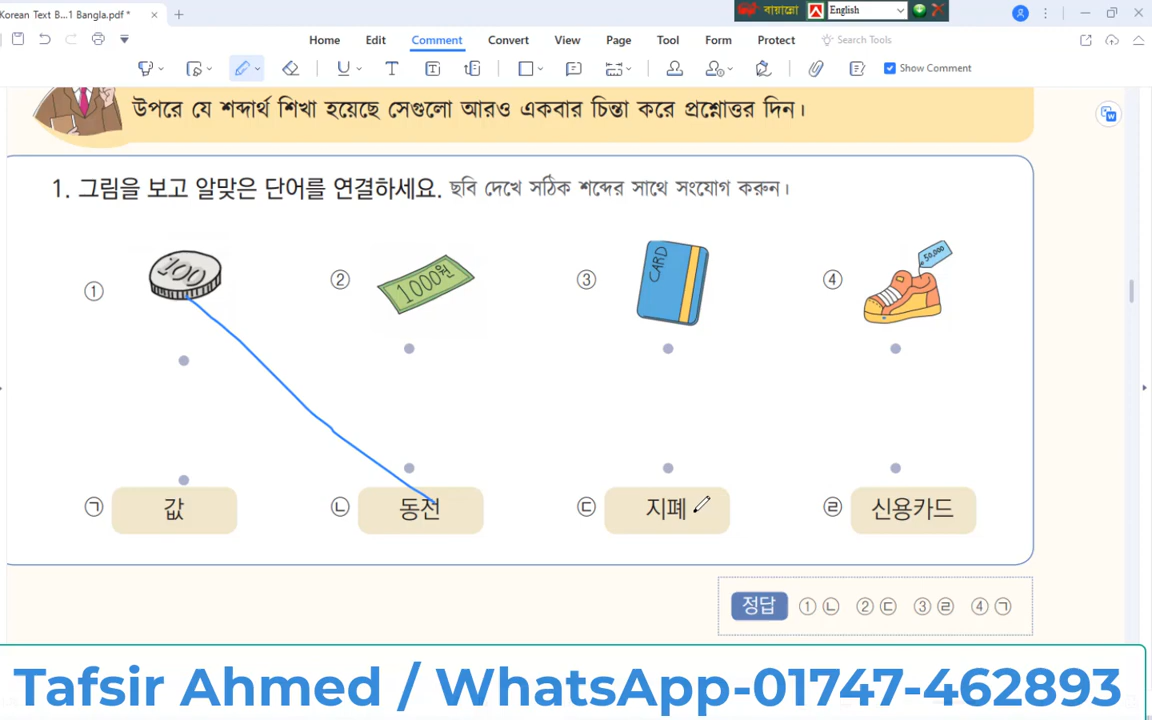 Korean Text B...1 Bangla.pdf *
বায়ান্নো
English
Home Edit Comment Convert View Page Tool Form Protect Search Tools
Show Comment
উপরে যে শব্দার্থ শিখা হয়েছে সেগুলো আরও একবার চিন্তা করে প্রশ্নোত্তর দিন।
1. 그림을 보고 알맞은 단어를 연결하세요. ছবি দেখে সঠিক শব্দের সাথে সংযোগ করুন।
① 100 ② 1000원 ③ CARD ④ ₩50,000
㉠ 값 ㉡ 동전 ㉢ 지폐 ㉣ 신용카드
정답 ① ㉡ ② ㉢ ③ ㉣ ④ ㉠
Tafsir Ahmed / WhatsApp-01747-462893